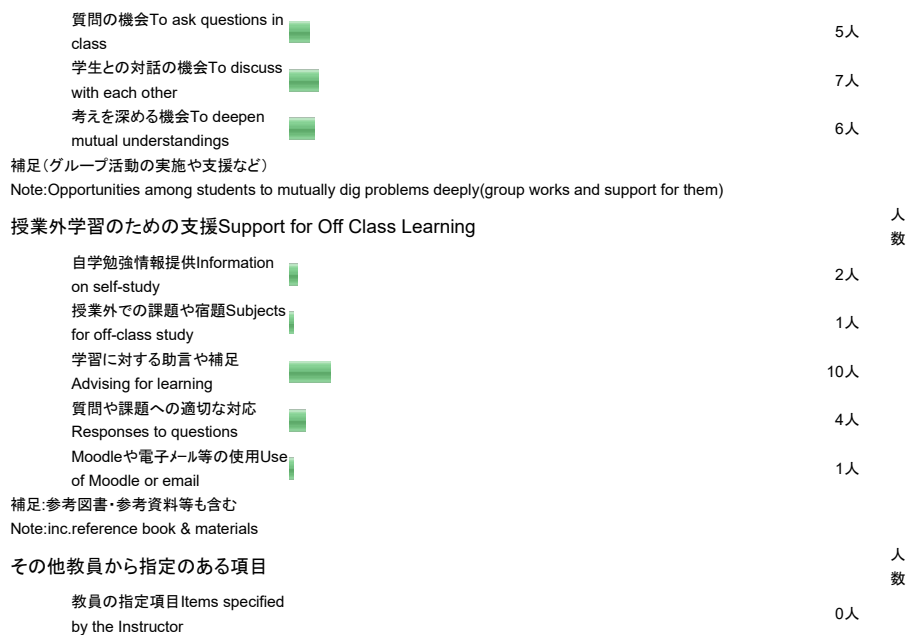 質問の機会To ask questions in
class
5人
学生との対話の機会To discuss
with each other
7人
考えを深める機会To deepen
mutual understandings
6人
補足(グループ活動の実施や支援など)
Note:Opportunities among students to mutually dig problems deeply(group works and support for them)
授業外学習のための支援Support for Off Class Learning
人
数
自学勉強情報提供Information
on self-study
2人
授業外での課題や宿題Subjects
for off-class study
1人
学習に対する助言や補足
Advising for learning
10人
質問や課題への適切な対応
Responses to questions
4人
Moodleや電子ﾒｰﾙ等の使用Use
of Moodle or email
1人
補足:参考図書・参考資料等も含む
Note:inc.reference book & materials
その他教員から指定のある項目
人
数
教員の指定項目Items specified
by the Instructor
0人